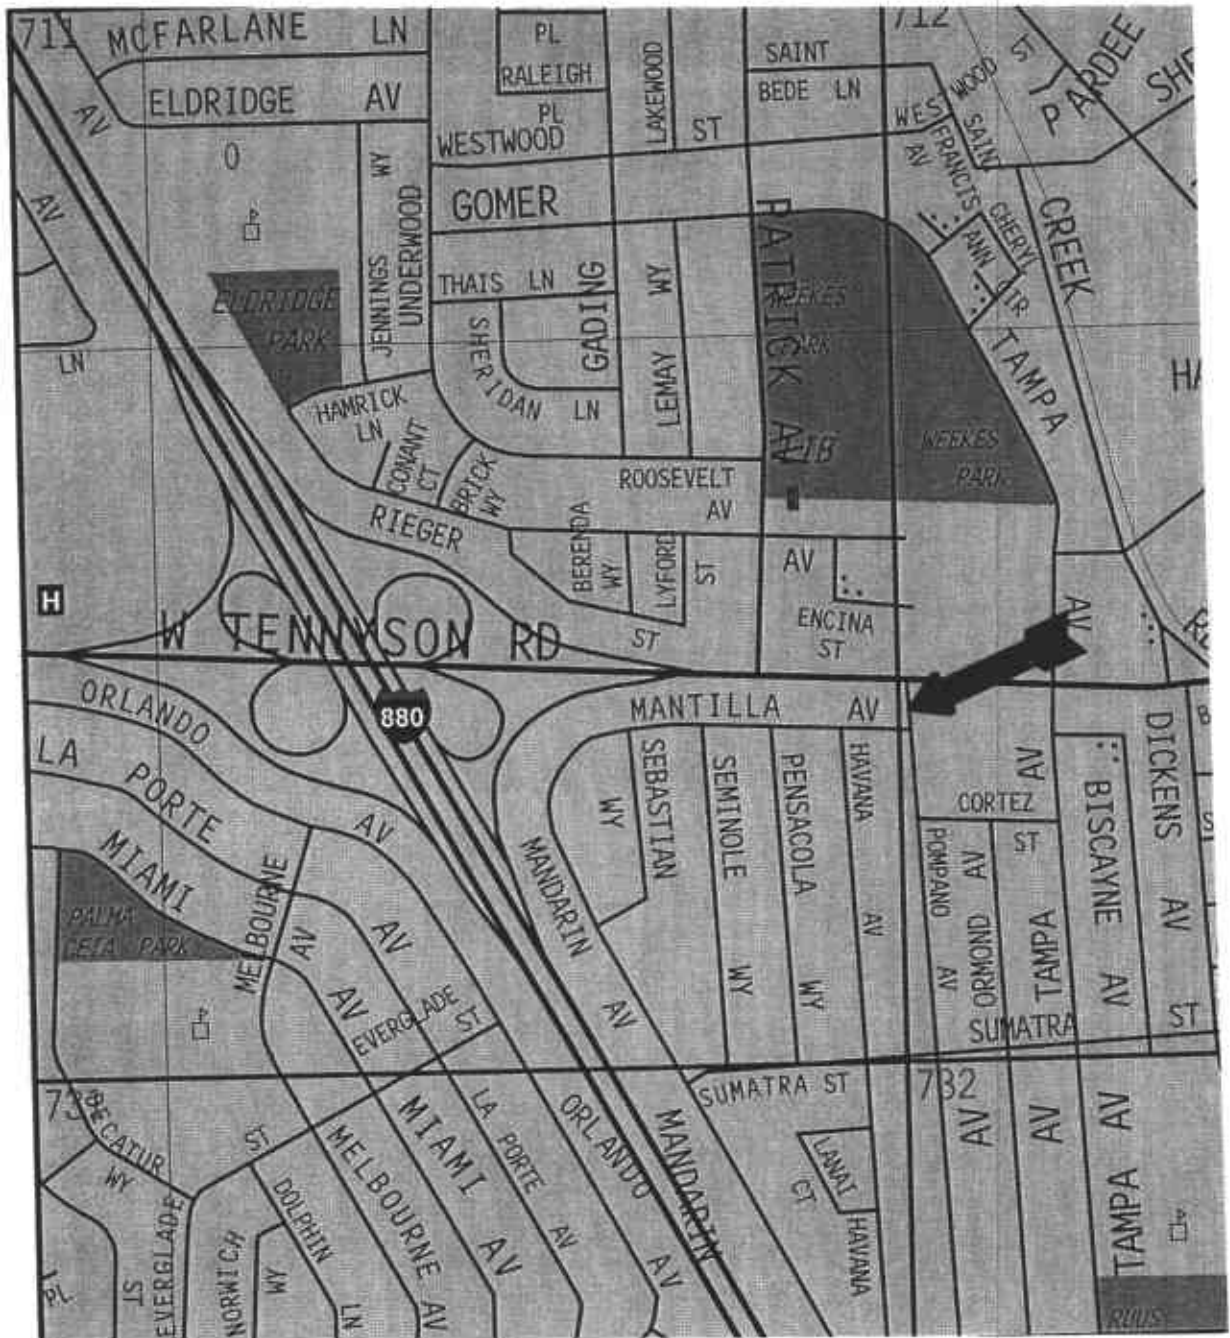 711
MCFARLANE LN
712
PL
RALEIGH
PL
LAKEWOOD
ST
SAINT
BEDE LN
WESTWOOD
ST
PARDEE
AV
ELDRIDGE AV
WESTWOOD
AV
SAINT
FRANCIS
O
WY
JENNINGS
UNDERWOOD
WY
GOMER
PATRICK AV
CHERYL
ANN CIR
CREEK
AV
4
ELDRIDGE
PARK
THAIS LN
GADING
WY
LEMAY
WEEKES
PARK
TAMPA
LN
SHERIDAN LN
HAMRICK
LN
CONANT
CT
BRICK
WY
ROOSEVELT
AV
WEEKES
PARK
RIEGER
BERENDA
WY
LYFORD
ST
AV
H
W TENNYSON RD
ST
ENCINA
ST
AV
ORLANDO
880
MANTILLA AV
LA PORTE
AV
SEBASTIAN
WY
SEMINOLE
WY
PENSACOLA
WY
HAVANA
AV
AV
CORTEZ
ST
BISCAYNE
AV
DICKENS
AV
MIAMI
MELBOURNE
AV
MANDARIN
AV
POMPANO
AV
ORMOND AV
TAMPA
PALMA
CEIA PARK
AV
AV
EVERGLADE
ST
SUMATRA
ST
4
SUMATRA ST
732
DECATUR
WY
ST
MIAMI
AV
LA PORTE
AV
ORLANDO
AV
MANDARIN
AV
AV
TAMPA AV
LANAI
CT
HAVANA
MELBOURNE
AV
DOLPHIN
LN
PL
ST
EVERGLADE
NORWICH
WY
4